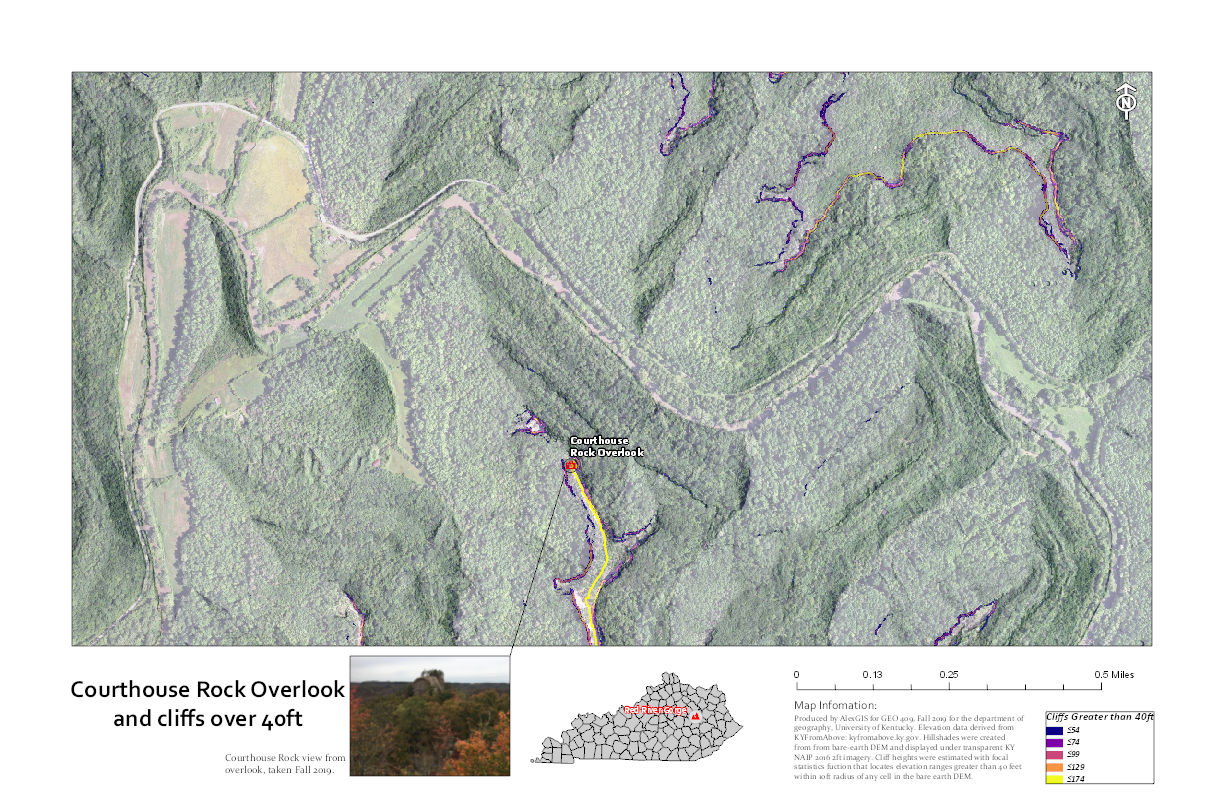 N
Courthouse
Rock Overlook
Courthouse Rock Overlook
and cliffs over 40ft
Courthouse Rock view from
overlook, taken Fall 2019.
Red River Gorge
0 0.13 0.25 0.5 Miles
Map Infomation:
Produced by AlexGIS for GEO 409, Fall 2019 for the department of
geography, University of Kentucky. Elevation data derived from
KYFromAbove: kyfromabove.ky.gov. Hillshades were created
from from bare-earth DEM and displayed under transparent KY
NAIP 2016 2ft imagery. Cliff heights were estimated with focal
statistics fuction that locates elevation ranges greater than 40 feet
within 10ft radius of any cell in the bare earth DEM.
Cliffs Greater than 40ft
≤54
≤74
≤99
≤129
≤174